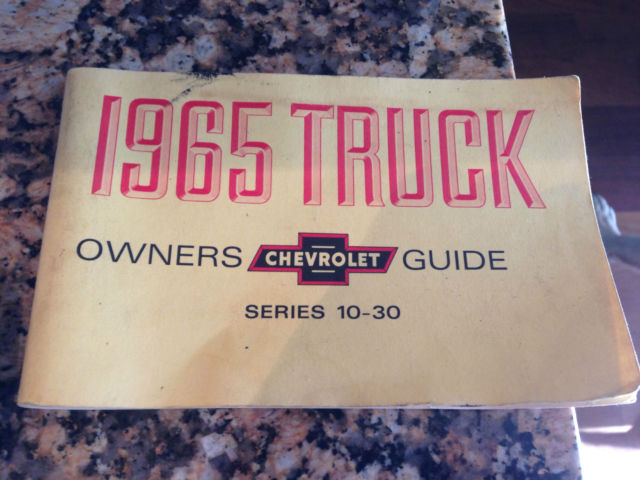 1965 TRUCK
OWNERS CHEVROLET GUIDE
SERIES 10-30